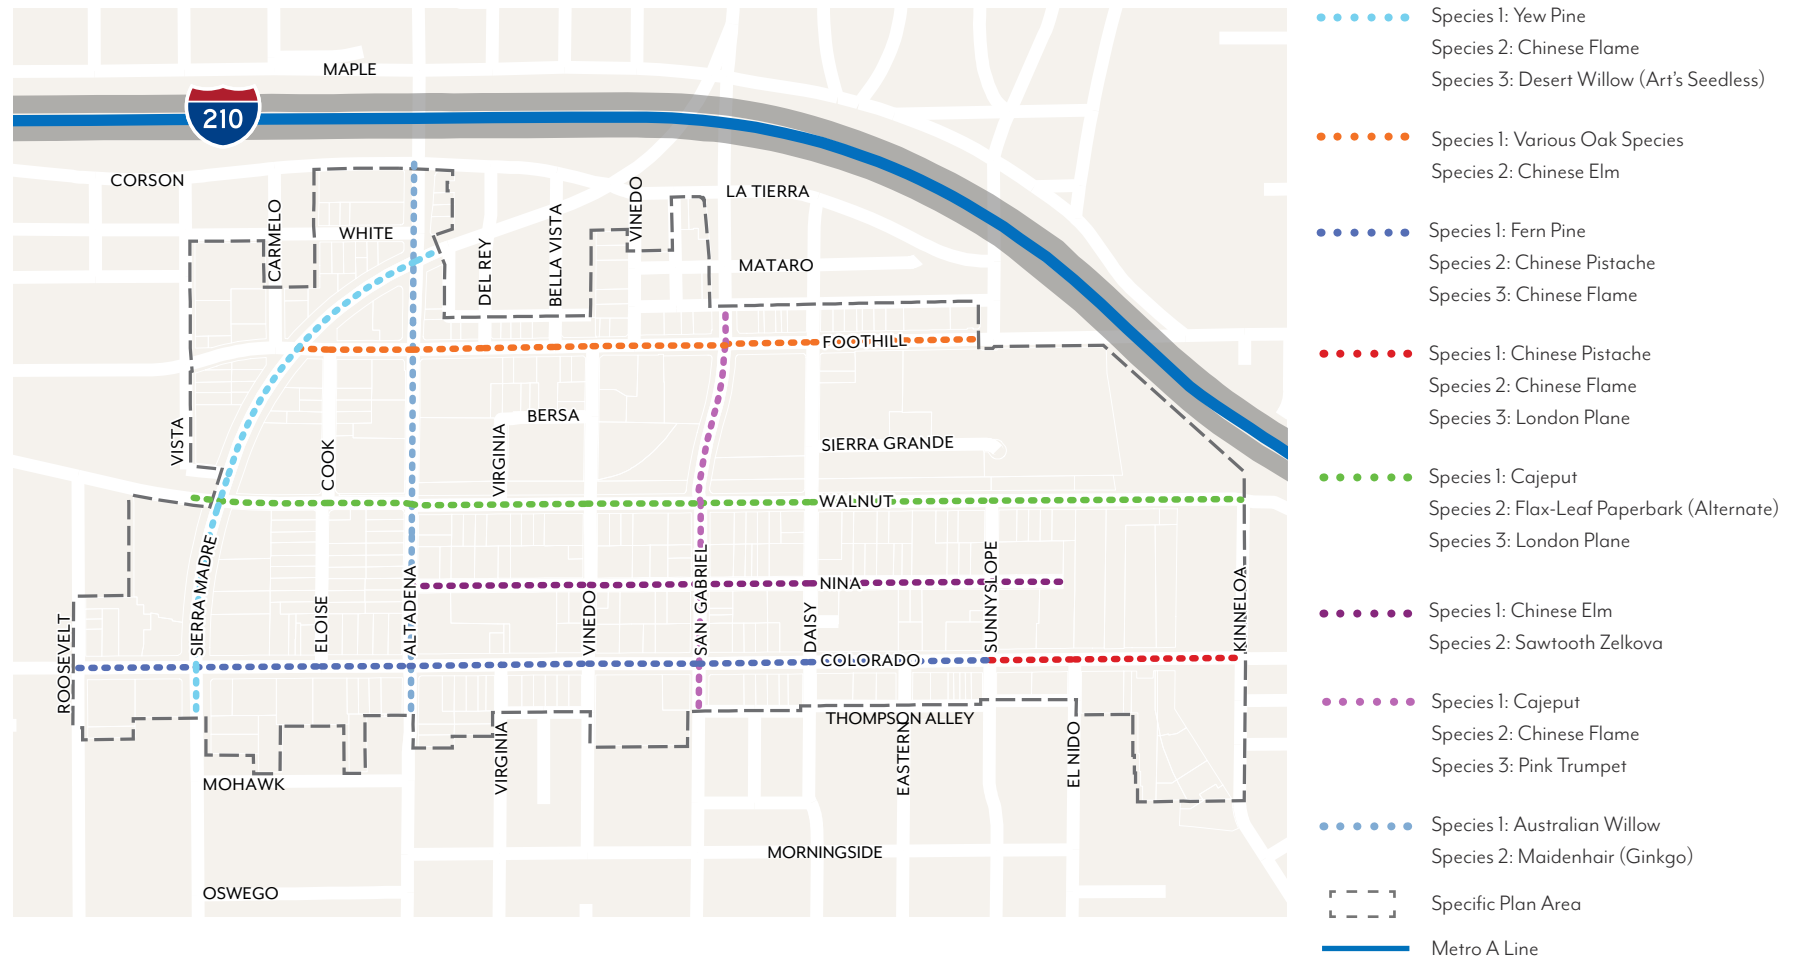 MAPLE
210
CORSON
CARMELO
WHITE
DEL REY
BELLA VISTA
VINEDO
LA TIERRA
MATARO
FOOTHILL
VISTA
COOK
VIRGINIA
BERSA
SIERRA GRANDE
WALNUT
SIERRA MADRE
ELOISE
ALTADENA
VINEDO
SAN GABRIEL
NINA
DAISY
SUNNYSLOPE
KINNELOA
ROOSEVELT
COLORADO
THOMPSON ALLEY
VIRGINIA
EASTERN
EL NIDO
MOHAWK
MORNINGSIDE
OSWEGO
Species 1: Yew Pine
Species 2: Chinese Flame
Species 3: Desert Willow (Art's Seedless)
Species 1: Various Oak Species
Species 2: Chinese Elm
Species 1: Fern Pine
Species 2: Chinese Pistache
Species 3: Chinese Flame
Species 1: Chinese Pistache
Species 2: Chinese Flame
Species 3: London Plane
Species 1: Cajeput
Species 2: Flax-Leaf Paperbark (Alternate)
Species 3: London Plane
Species 1: Chinese Elm
Species 2: Sawtooth Zelkova
Species 1: Cajeput
Species 2: Chinese Flame
Species 3: Pink Trumpet
Species 1: Australian Willow
Species 2: Maidenhair (Ginkgo)
Specific Plan Area
Metro A Line